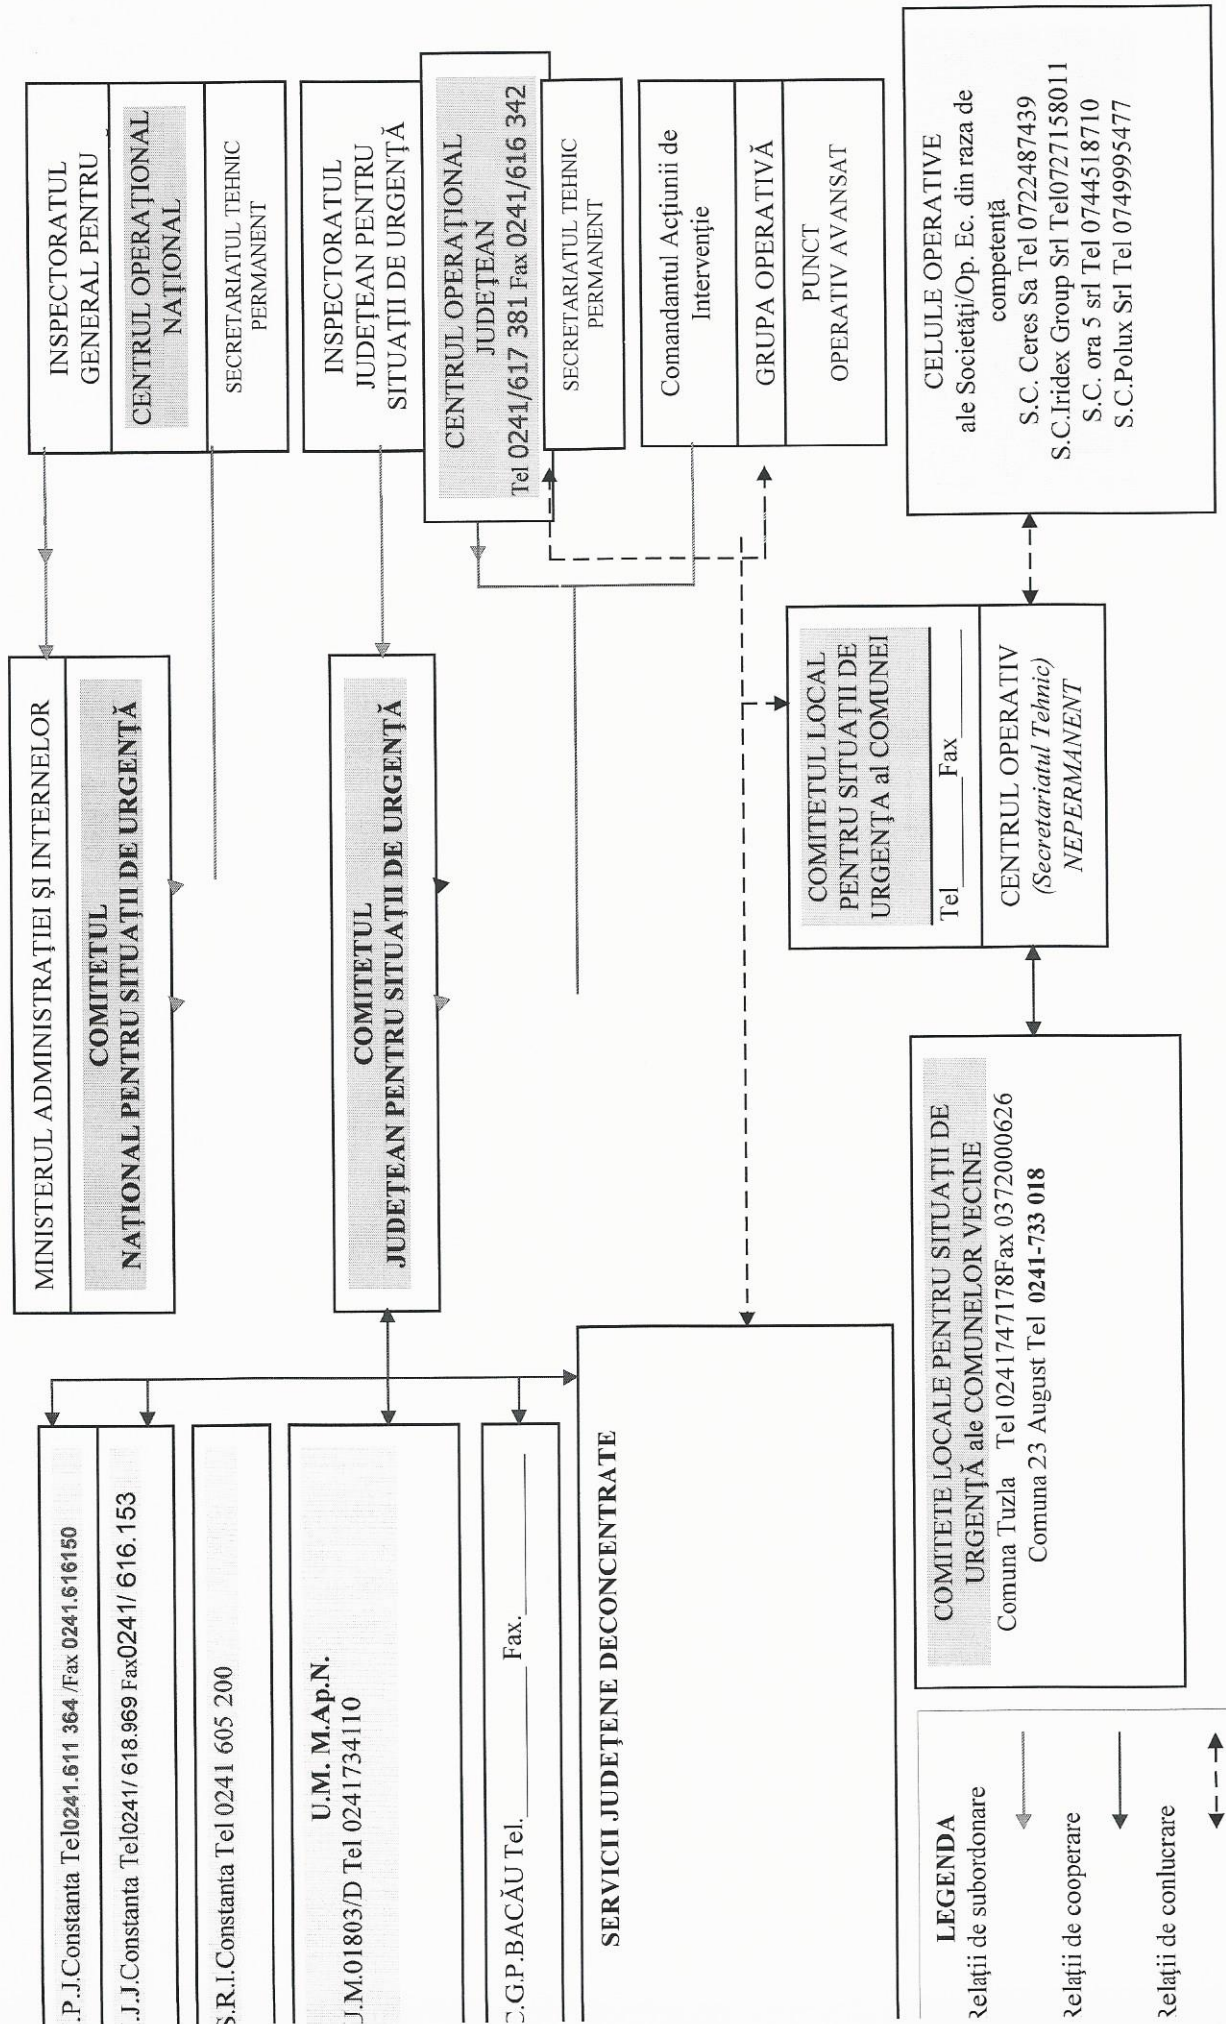 .P.J.Constanta Tel0241.611 364 /Fax 0241.616150
.J.J.Constanta Tel0241/ 618.969 Fax0241/ 616.153
S.R.I.Constanta Tel 0241 605 200
U.M. M.Ap.N.
U.M.01803/D Tel 0241734110
C.G.P.BACĂU Tel.________ Fax.________
SERVICII JUDEȚENE DECONCENTRATE
MINISTERUL ADMINISTRAȚIEI ȘI INTERNELOR
COMITETUL
NAȚIONAL PENTRU SITUAȚII DE URGENȚĂ
COMITETUL
JUDEȚEAN PENTRU SITUAȚII DE URGENȚĂ
INSPECTORATUL
GENERAL PENTRU
CENTRUL OPERAȚIONAL
NAȚIONAL
SECRETARIATUL TEHNIC
PERMANENT
INSPECTORATUL
JUDEȚEAN PENTRU
SITUAȚII DE URGENȚĂ
CENTRUL OPERAȚIONAL
JUDEȚEAN
Tel 0241/617 381 Fax 0241/616 342
SECRETARIATUL TEHNIC
PERMANENT
Comandantul Acțiunii de
Intervenție
GRUPA OPERATIVĂ
PUNCT
OPERATIV AVANSAT
COMITETUL LOCAL
PENTRU SITUAȚII DE
URGENȚA al COMUNEI
Tel______ Fax______
CENTRUL OPERATIV
(Secretariatul Tehnic)
NEPERMANENT
CELULE OPERATIVE
ale Societăți/Op. Ec. din raza de
competență
S.C. Ceres Sa Tel 0722487439
S.C.Iridex Group Srl Tel0727158011
S.C. ora 5 srl Tel 0744518710
S.C.Polux Srl Tel 0749995477
COMITETE LOCALE PENTRU SITUAȚII DE
URGENȚĂ ale COMUNELOR VECINE
Comuna Tuzla Tel 0241747178Fax 0372000626
Comuna 23 August Tel 0241-733 018
LEGENDA
Relații de subordonare
Relații de cooperare
Relații de conlucrare